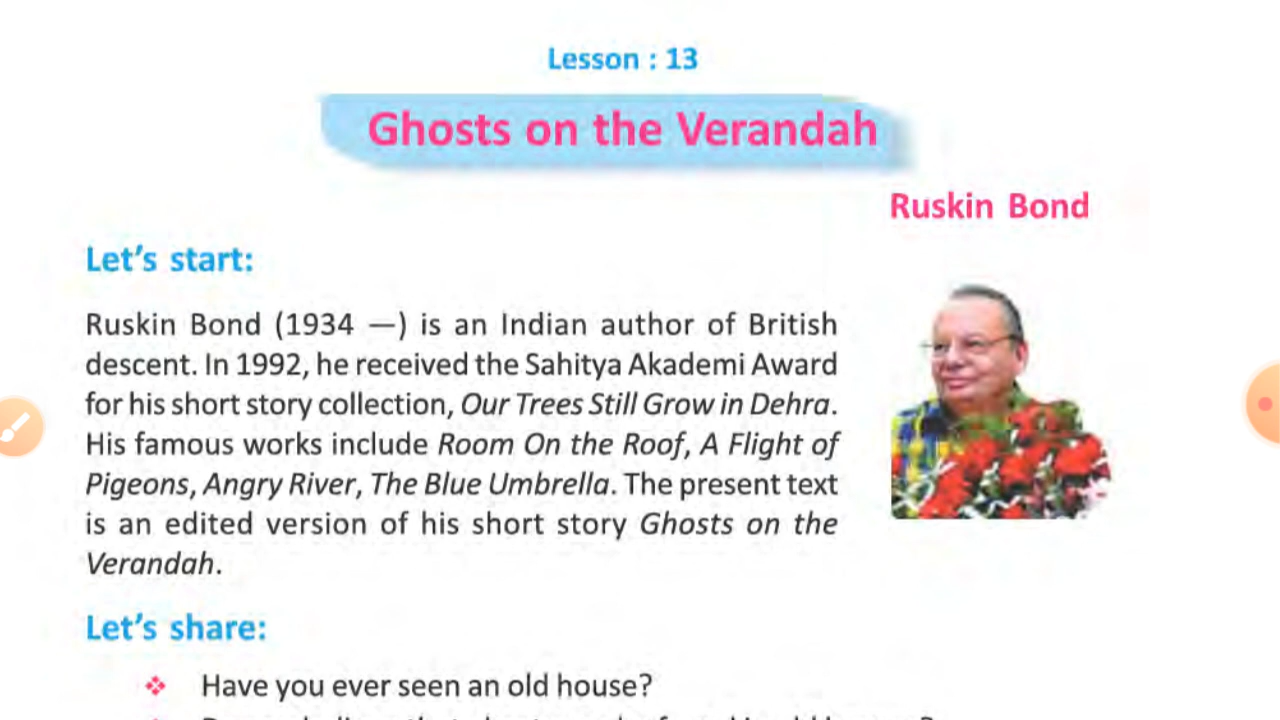 Lesson : 13
Ghosts on the Verandah
Ruskin Bond
Let's start:
Ruskin Bond (1934 —) is an Indian author of British
descent. In 1992, he received the Sahitya Akademi Award
for his short story collection, Our Trees Still Grow in Dehra.
His famous works include Room On the Roof, A Flight of
Pigeons, Angry River, The Blue Umbrella. The present text
is an edited version of his short story Ghosts on the
Verandah.
Let's share:
❖ Have you ever seen an old house?